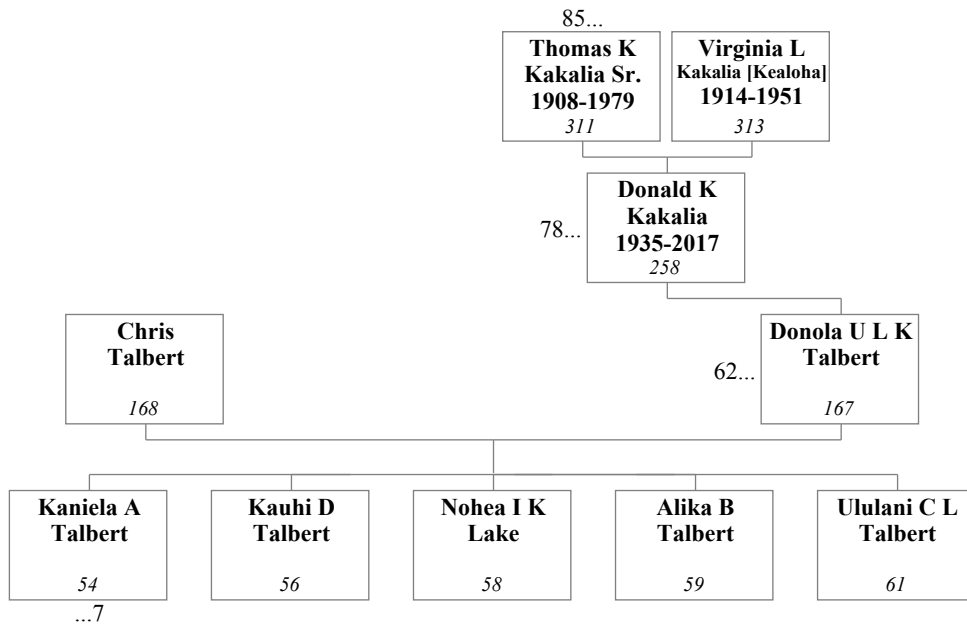 85...
Thomas K
Kakalia Sr.
1908-1979
311
Virginia L
Kakalia [Kealoha]
1914-1951
313
78...
Donald K
Kakalia
1935-2017
258
Chris
Talbert
168
62...
Donola U L K
Talbert
167
Kaniela A
Talbert
54
Kauhi D
Talbert
56
Nohea I K
Lake
58
Alika B
Talbert
59
Ululani C L
Talbert
61
...7